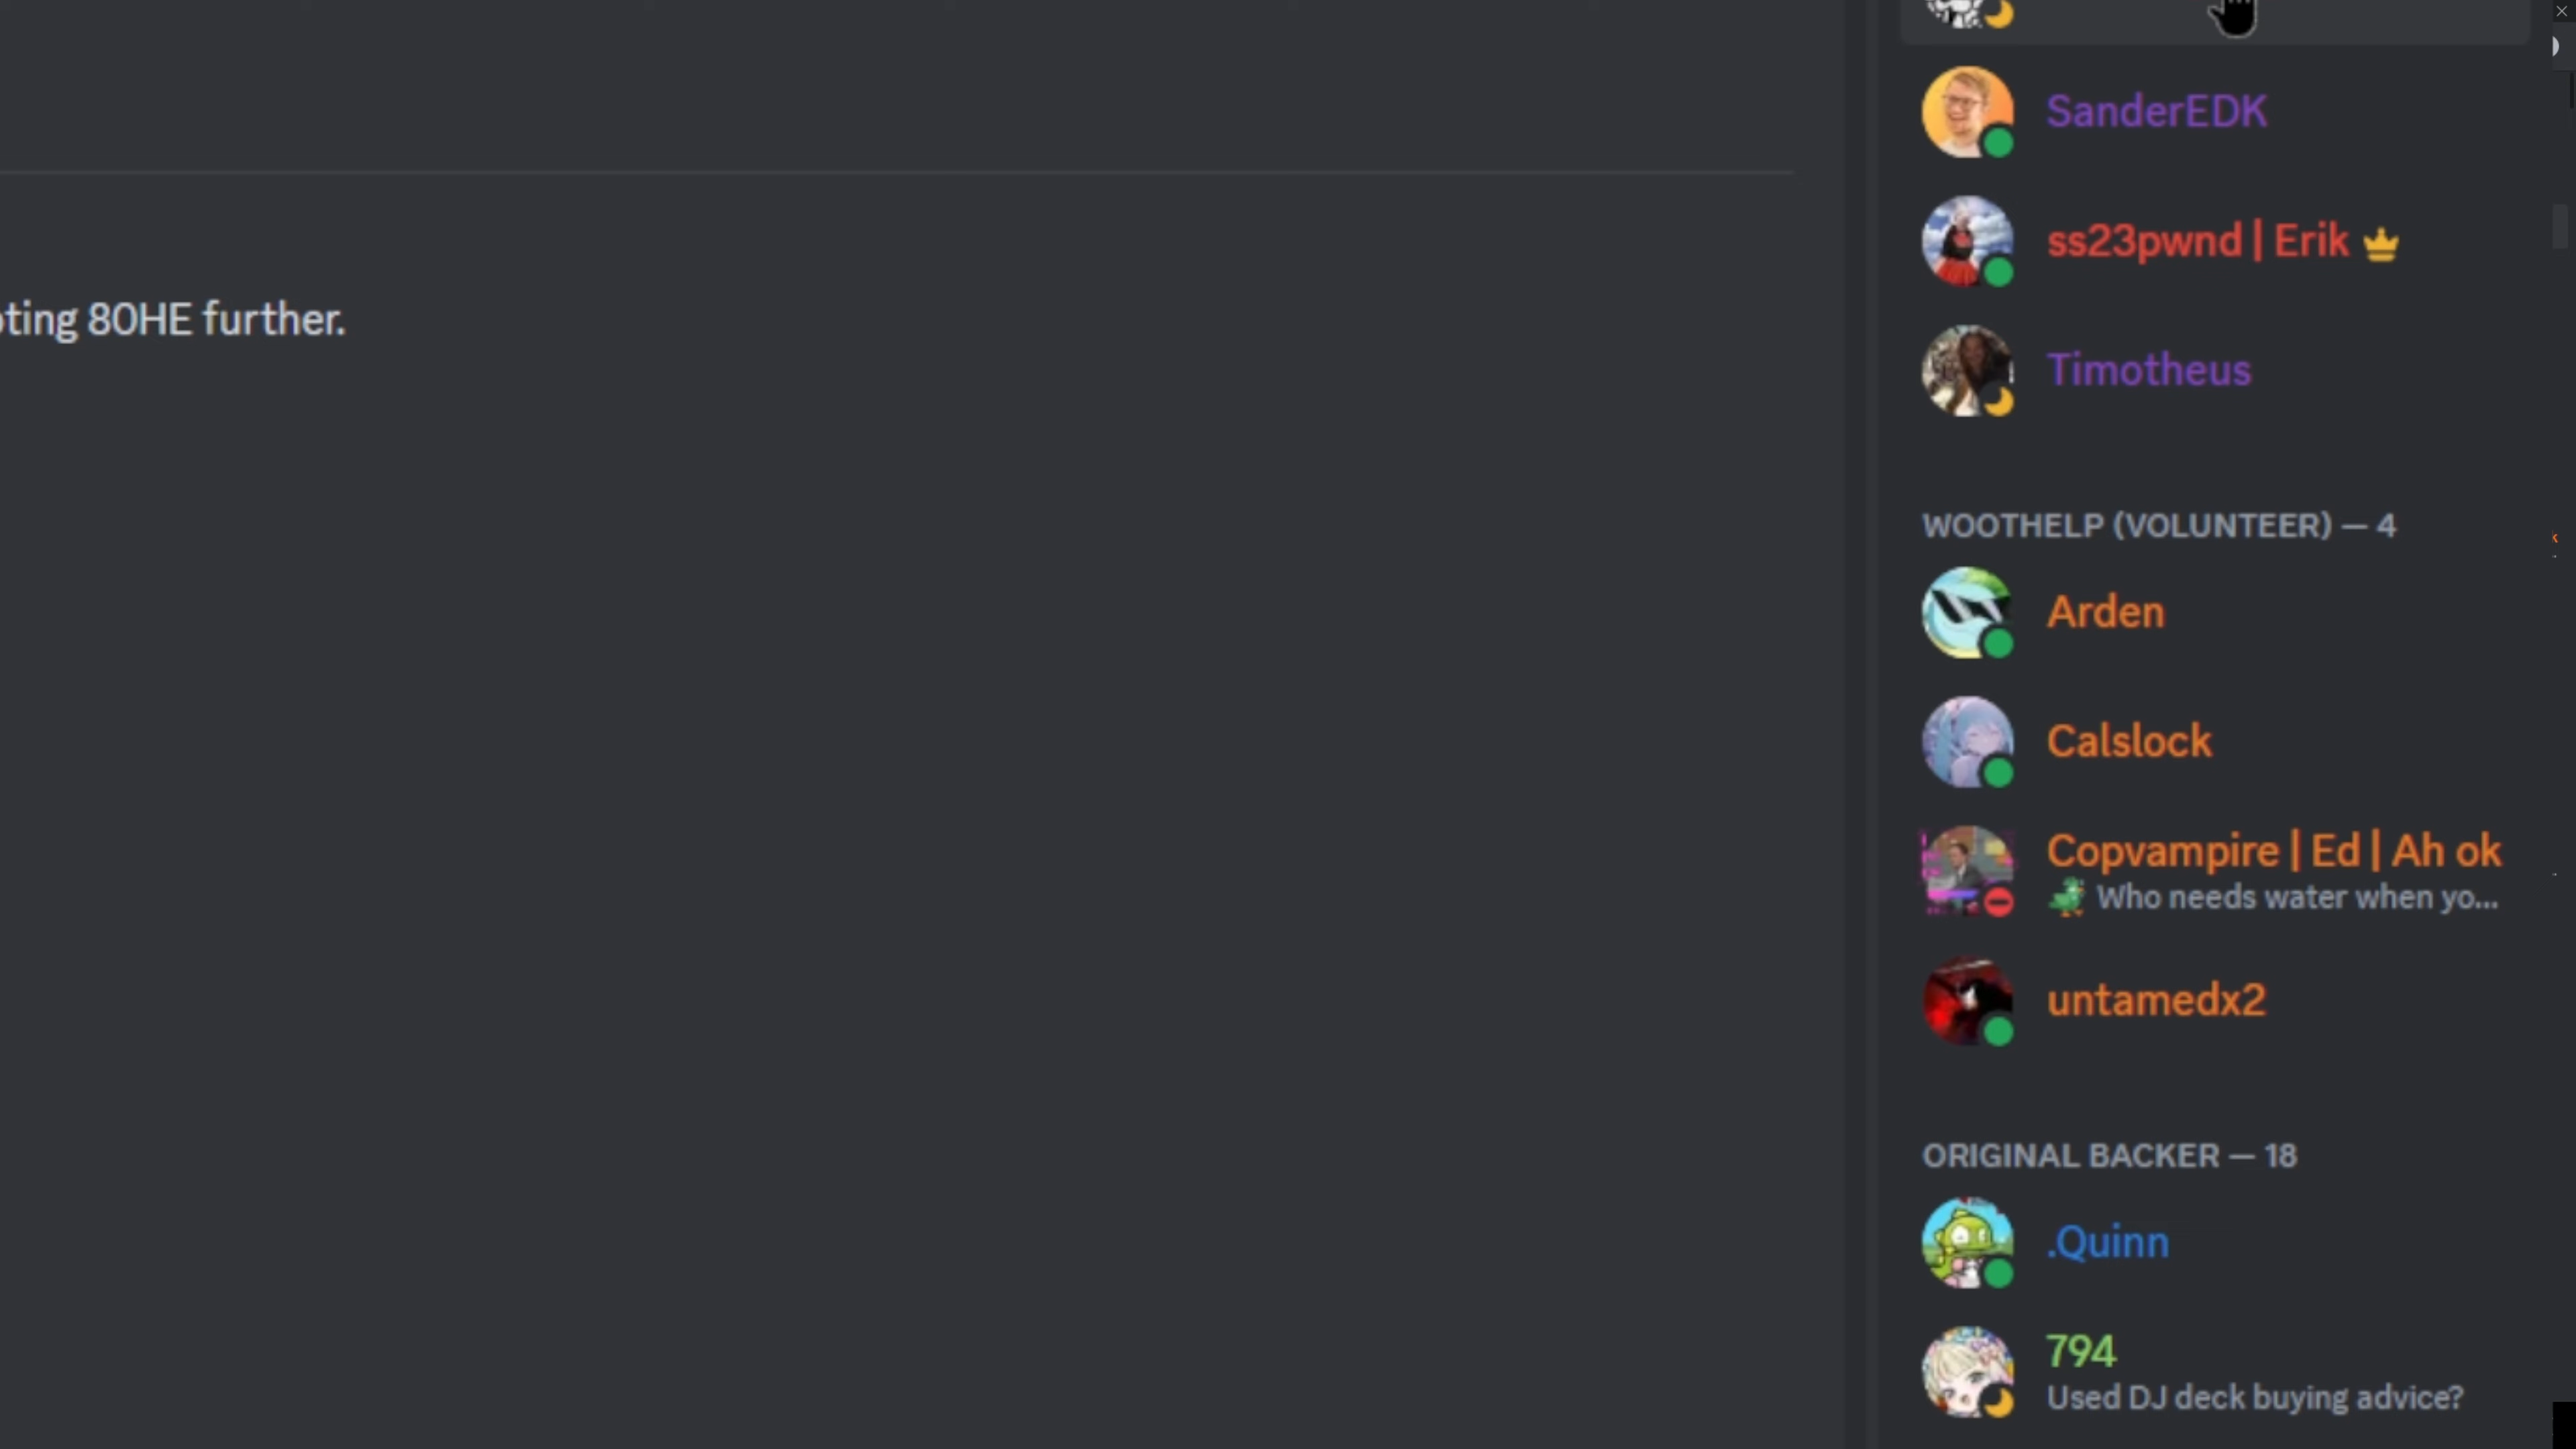 SanderEDK
ss23pwnd | Erik
ting 80HE further.
Timotheus
WOOTHELP (VOLUNTEER) — 4
Arden
Calslock
Copvampire | Ed | Ah ok
Who needs water when yo...
untamedx2
ORIGINAL BACKER — 18
.Quinn
794
Used DJ deck buying advice?